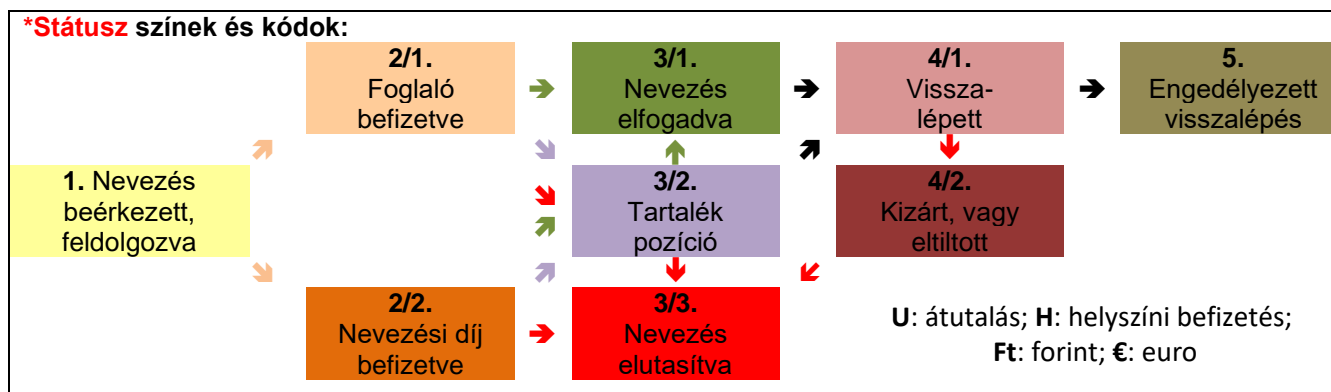 *Státusz színek és kódok:
2/1.
Foglaló
befizetve
3/1.
Nevezés
elfogadva
4/1.
Vissza-
lépett
5.
Engedélyezett
visszalépés
1. Nevezés
beérkezett,
feldolgozva
3/2.
Tartalék
pozíció
4/2.
Kizárt, vagy
eltiltott
2/2.
Nevezési díj
befizetve
3/3.
Nevezés
elutasítva
U: átutalás; H: helyszíni befizetés;
Ft: forint; €: euro